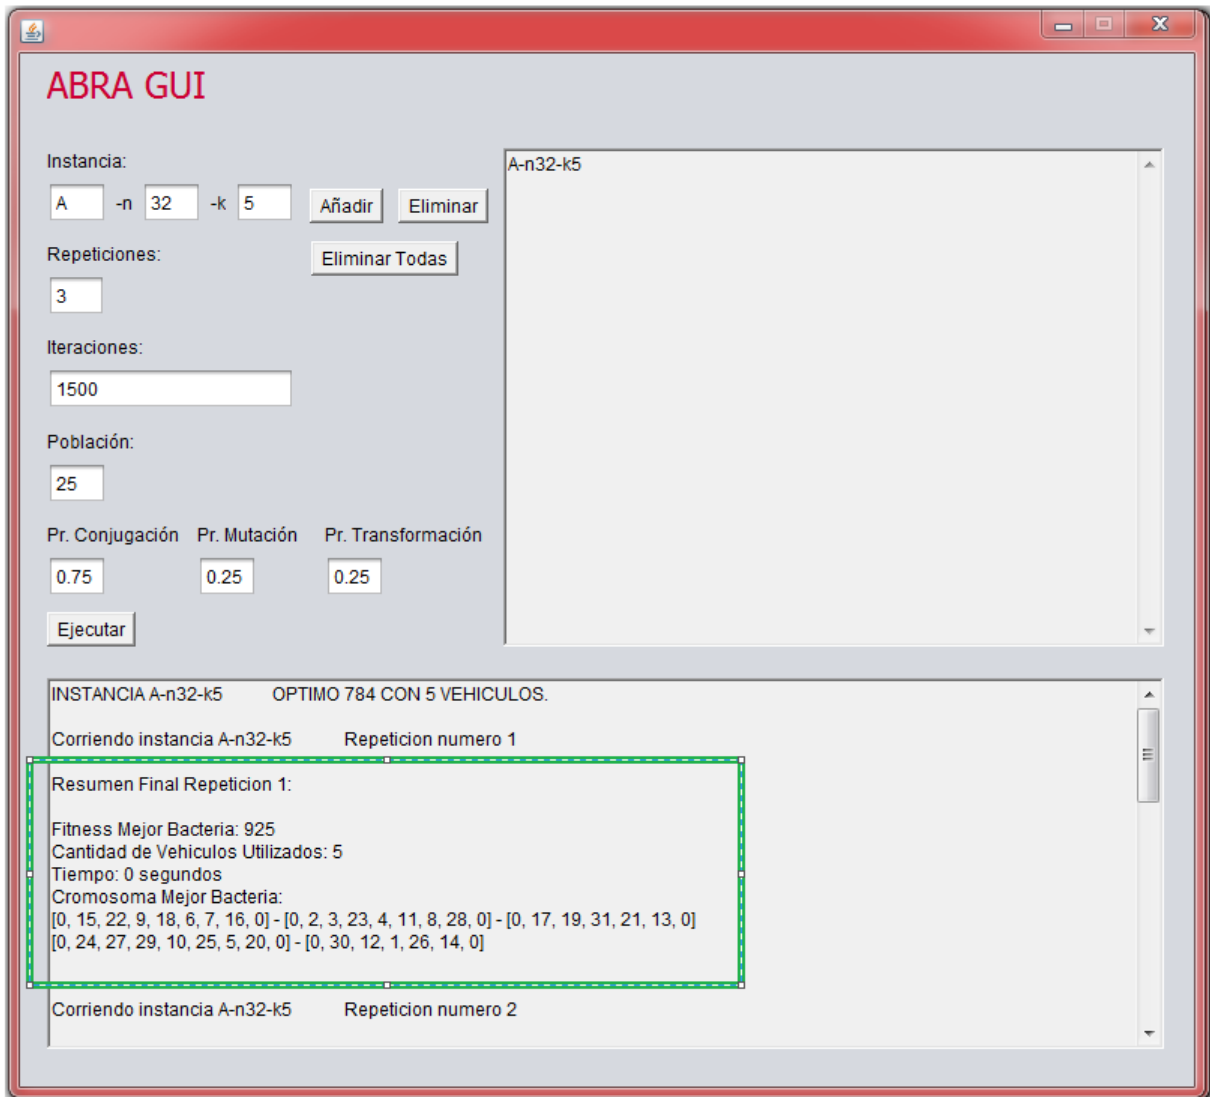 ABRA GUI
Instancia:
A -n 32 -k 5 Añadir Eliminar
Repeticiones: Eliminar Todas
3
Iteraciones:
1500
Población:
25
Pr. Conjugación Pr. Mutación Pr. Transformación
0.75 0.25 0.25
Ejecutar
A-n32-k5
INSTANCIA A-n32-k5 OPTIMO 784 CON 5 VEHICULOS.
Corriendo instancia A-n32-k5 Repeticion numero 1
Resumen Final Repeticion 1:
Fitness Mejor Bacteria: 925
Cantidad de Vehiculos Utilizados: 5
Tiempo: 0 segundos
Cromosoma Mejor Bacteria:
[0, 15, 22, 9, 18, 6, 7, 16, 0] - [0, 2, 3, 23, 4, 11, 8, 28, 0] - [0, 17, 19, 31, 21, 13, 0]
[0, 24, 27, 29, 10, 25, 5, 20, 0] - [0, 30, 12, 1, 26, 14, 0]
Corriendo instancia A-n32-k5 Repeticion numero 2